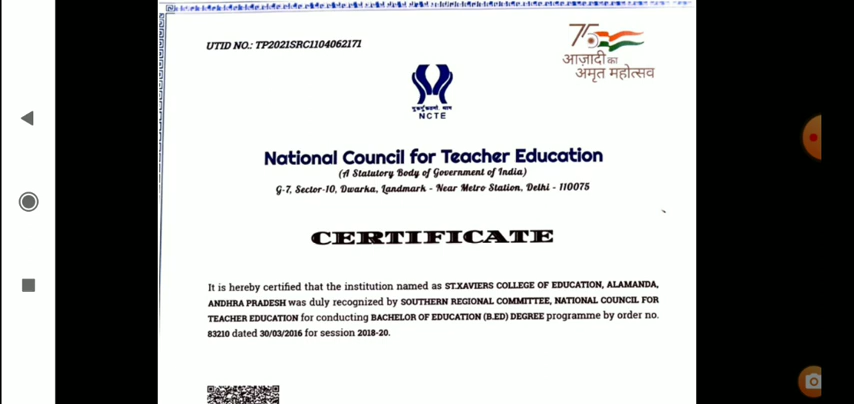 UTID NO.: TP2021SRC1104062171
75
आज़ादी का
अमृत महोत्सव
NCTE
National Council for Teacher Education
(A Statutory Body of Government of India)
G-7, Sector-10, Dwarka, Landmark - Near Metro Station, Delhi - 110075
CERTIFICATE
It is hereby certified that the institution named as ST.XAVIERS COLLEGE OF EDUCATION, ALAMANDA,
ANDHRA PRADESH was duly recognized by SOUTHERN REGIONAL COMMITTEE, NATIONAL COUNCIL FOR
TEACHER EDUCATION for conducting BACHELOR OF EDUCATION (B.ED) DEGREE programme by order no.
83210 dated 30/03/2016 for session 2018-20.